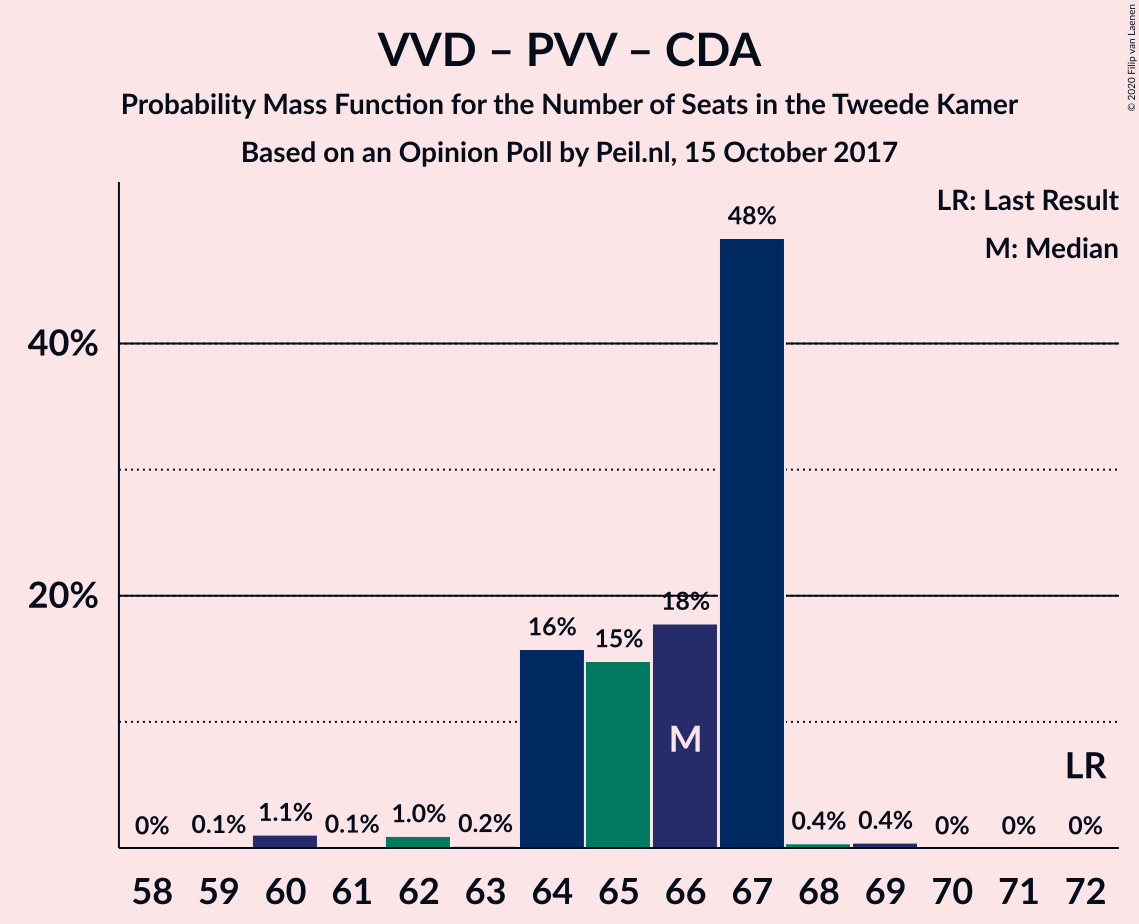 VVD – PVV – CDA
Probability Mass Function for the Number of Seats in the Tweede Kamer
Based on an Opinion Poll by Peil.nl, 15 October 2017
© 2020 Filip van Laenen
LR: Last Result
M: Median
48%
40%
20%
18%
16%
15%
M
LR
0% 0.1% 1.1% 0.1% 1.0% 0.2% 0.4% 0.4% 0% 0% 0%
58 59 60 61 62 63 64 65 66 67 68 69 70 71 72